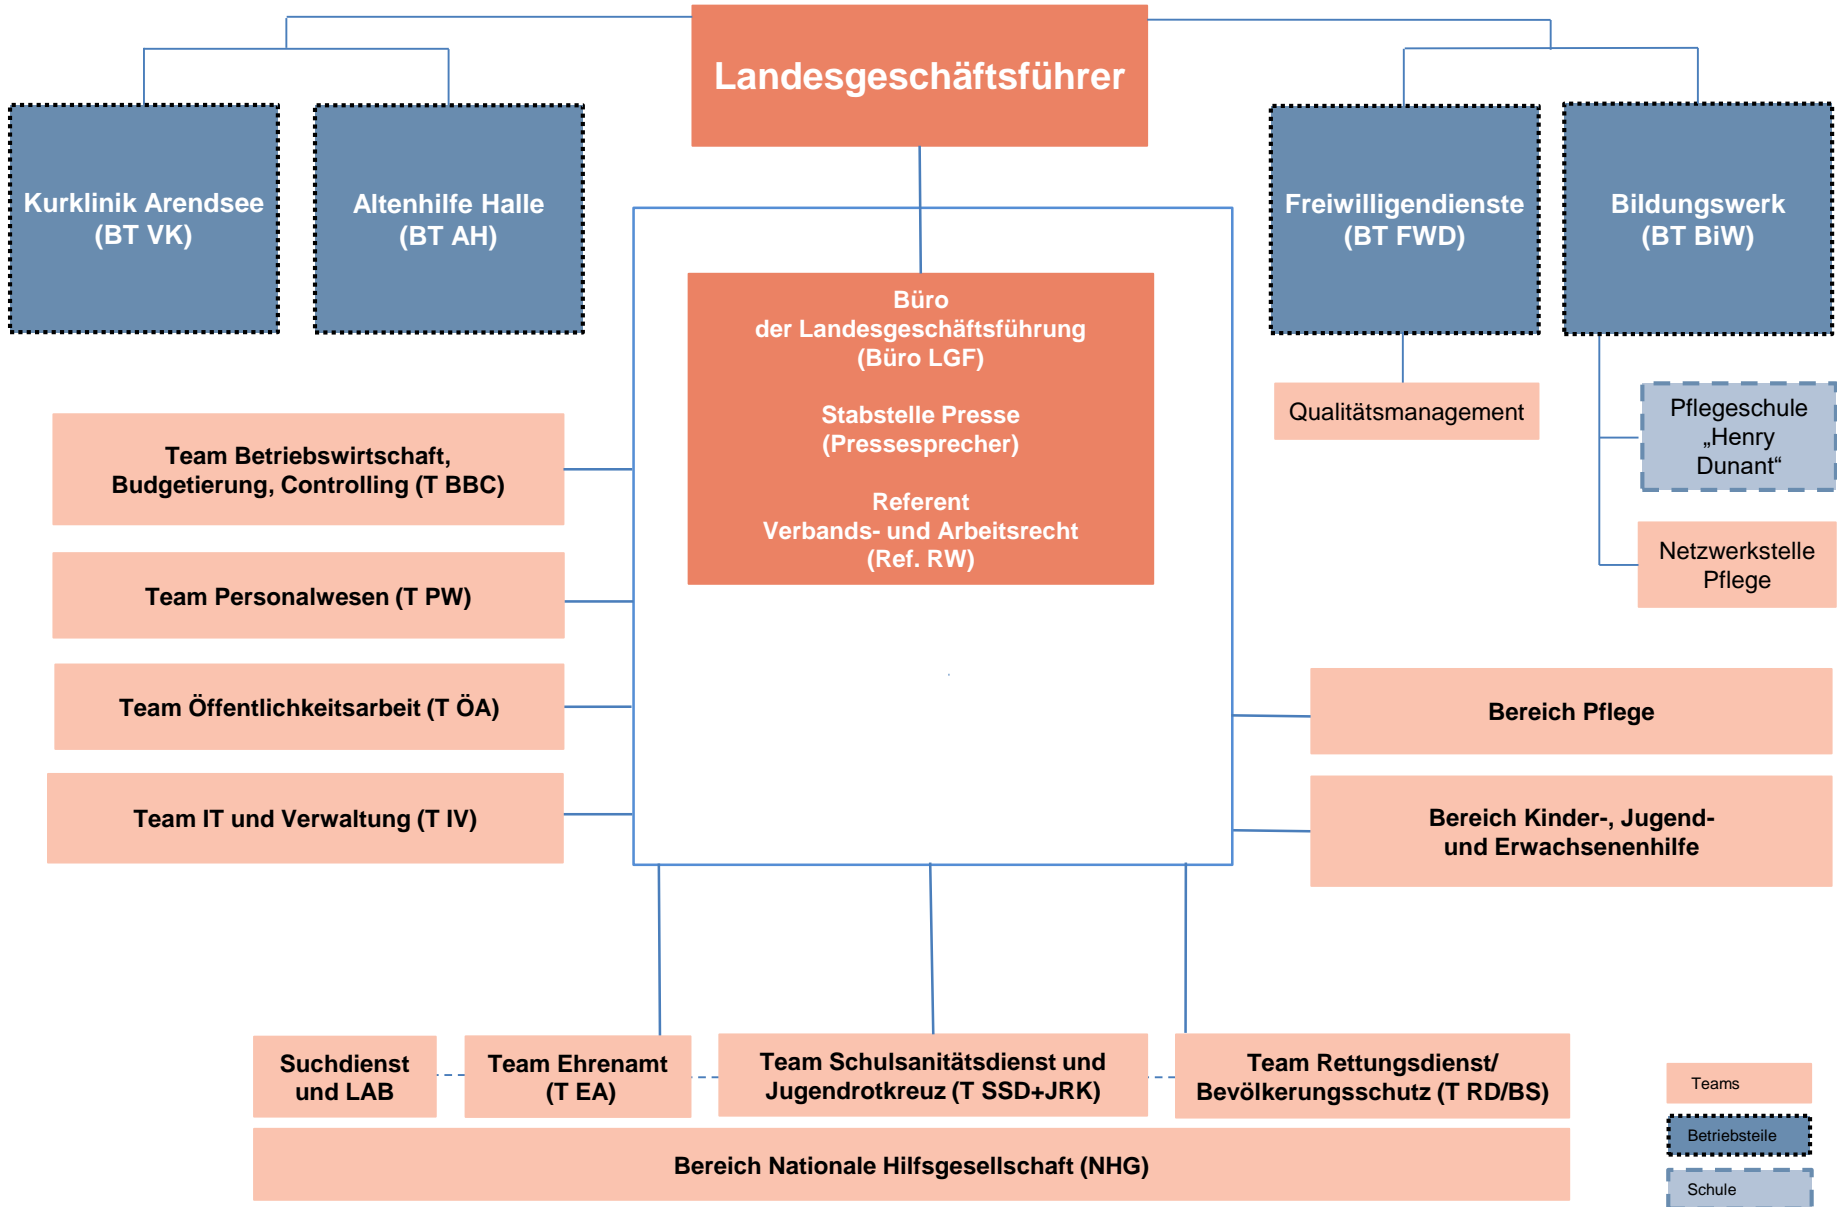 Landesgeschäftsführer
Kurklinik Arendsee
(BT VK)
Altenhilfe Halle
(BT AH)
Freiwilligendienste
(BT FWD)
Bildungswerk
(BT BiW)
Büro
der Landesgeschäftsführung
(Büro LGF)
Stabstelle Presse
(Pressesprecher)
Referent
Verbands- und Arbeitsrecht
(Ref. RW)
Qualitätsmanagement
Pflegeschule
„Henry
Dunant“
Netzwerkstelle
Pflege
Team Betriebswirtschaft,
Budgetierung, Controlling (T BBC)
Team Personalwesen (T PW)
Team Öffentlichkeitsarbeit (T ÖA)
Team IT und Verwaltung (T IV)
Bereich Pflege
Bereich Kinder-, Jugend-
und Erwachsenenhilfe
Suchdienst
und LAB
Team Ehrenamt
(T EA)
Team Schulsanitätsdienst und
Jugendrotkreuz (T SSD+JRK)
Team Rettungsdienst/
Bevölkerungsschutz (T RD/BS)
Bereich Nationale Hilfsgesellschaft (NHG)
Teams
Betriebsteile
Schule